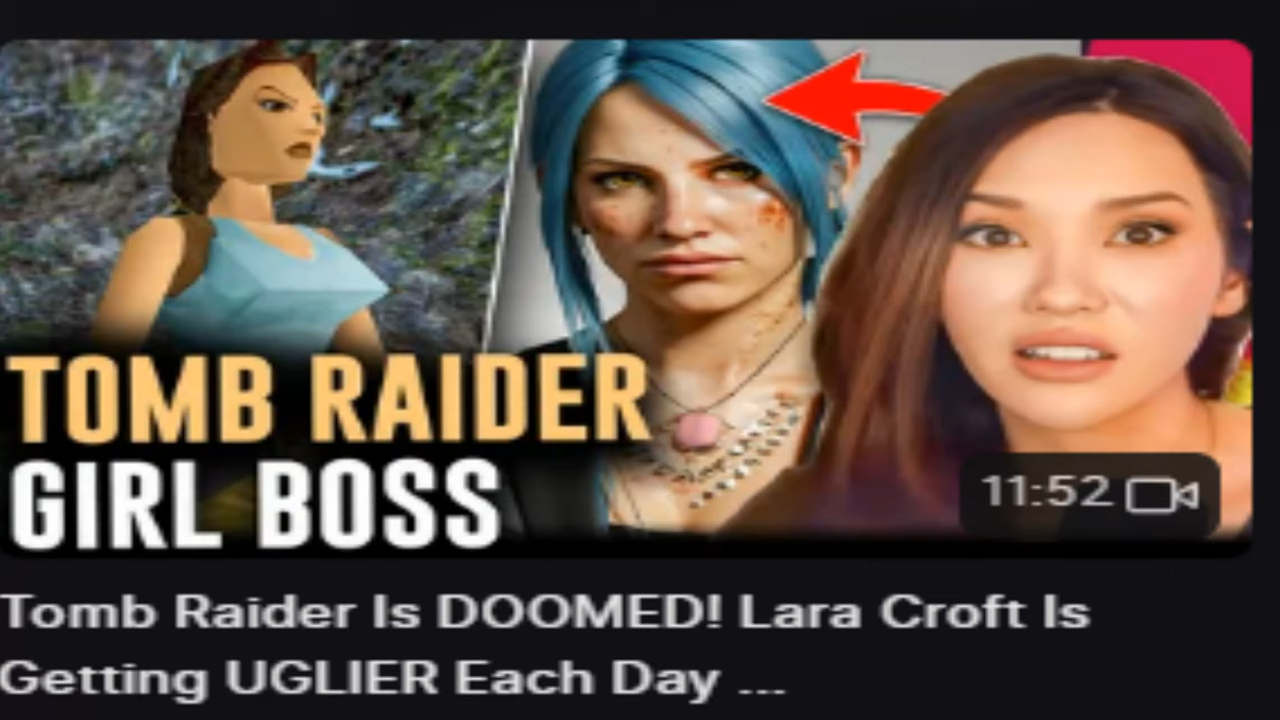 TOMB RAIDER
GIRL BOSS
11:52
Tomb Raider Is DOOMED! Lara Croft Is
Getting UGLIER Each Day ...